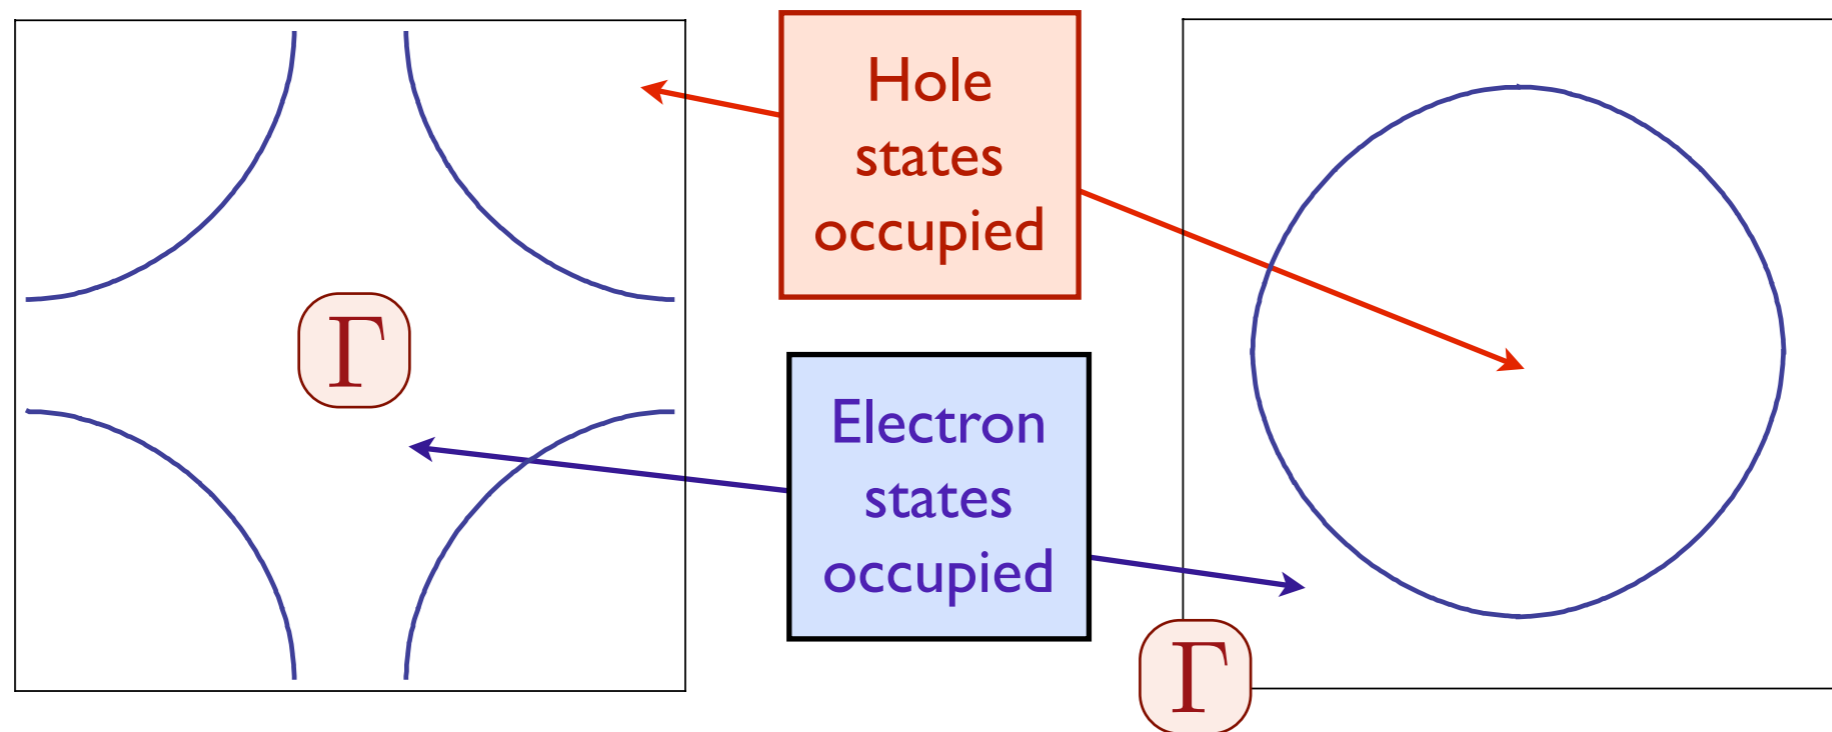 Hole
states
occupied
Γ
Electron
states
occupied
Γ